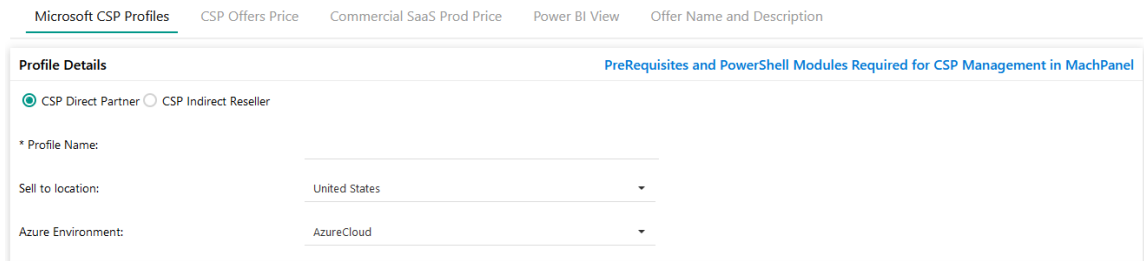 Microsoft CSP Profiles CSP Offers Price Commercial SaaS Prod Price Power BI View Offer Name and Description
Profile Details PreRequisites and PowerShell Modules Required for CSP Management in MachPanel
CSP Direct Partner CSP Indirect Reseller
* Profile Name:
Sell to location: United States
Azure Environment: AzureCloud